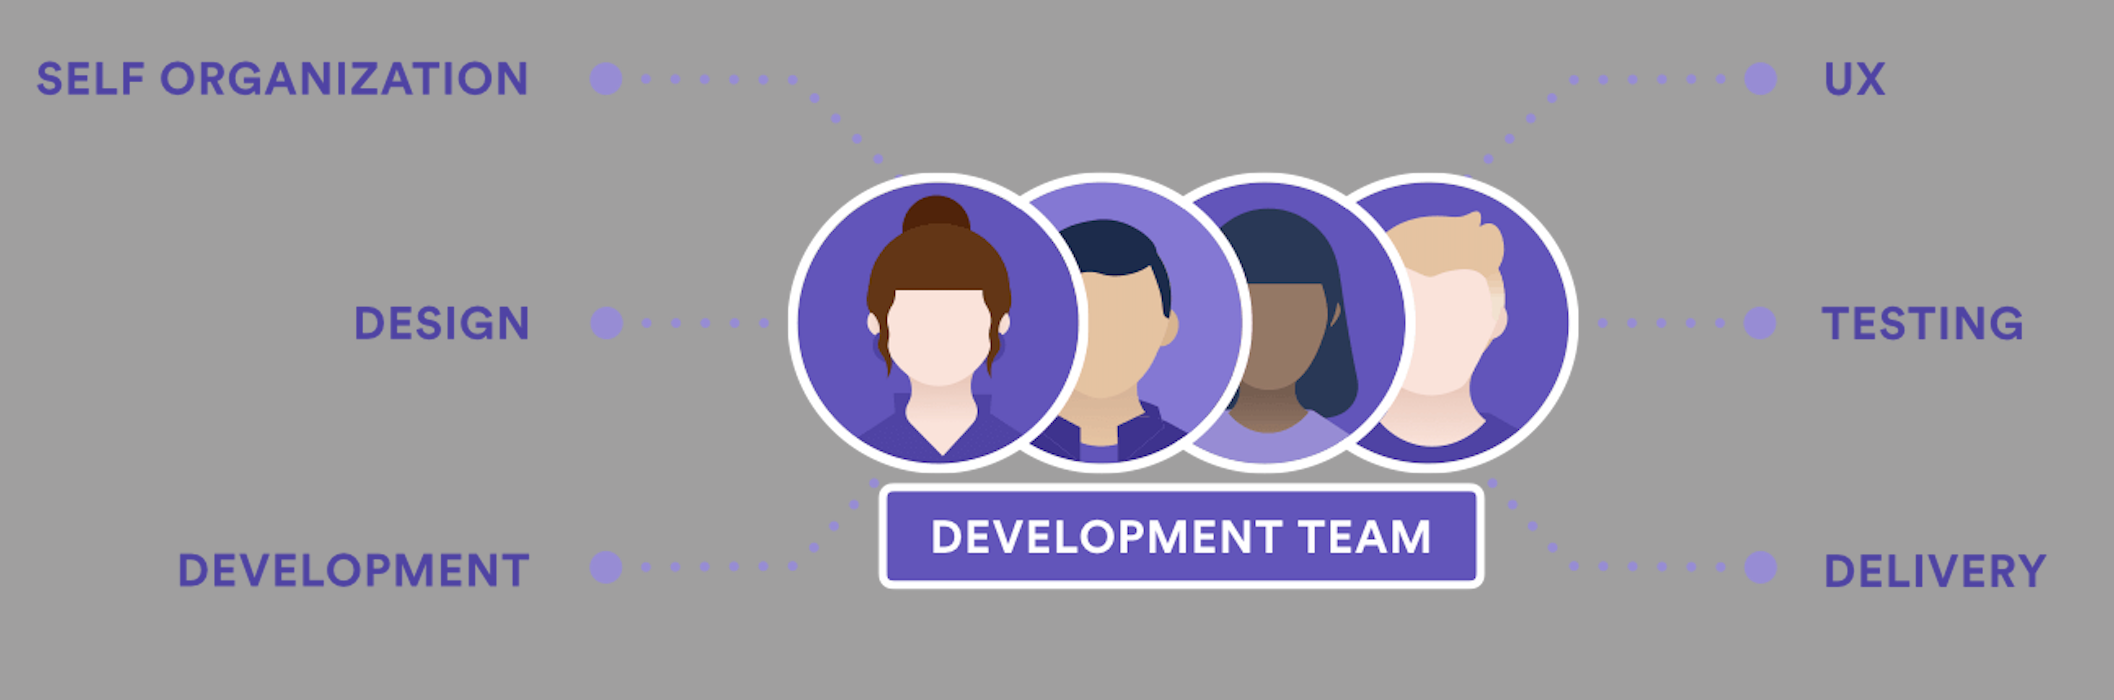 SELF ORGANIZATION
UX
DESIGN
TESTING
DEVELOPMENT TEAM
DEVELOPMENT
DELIVERY